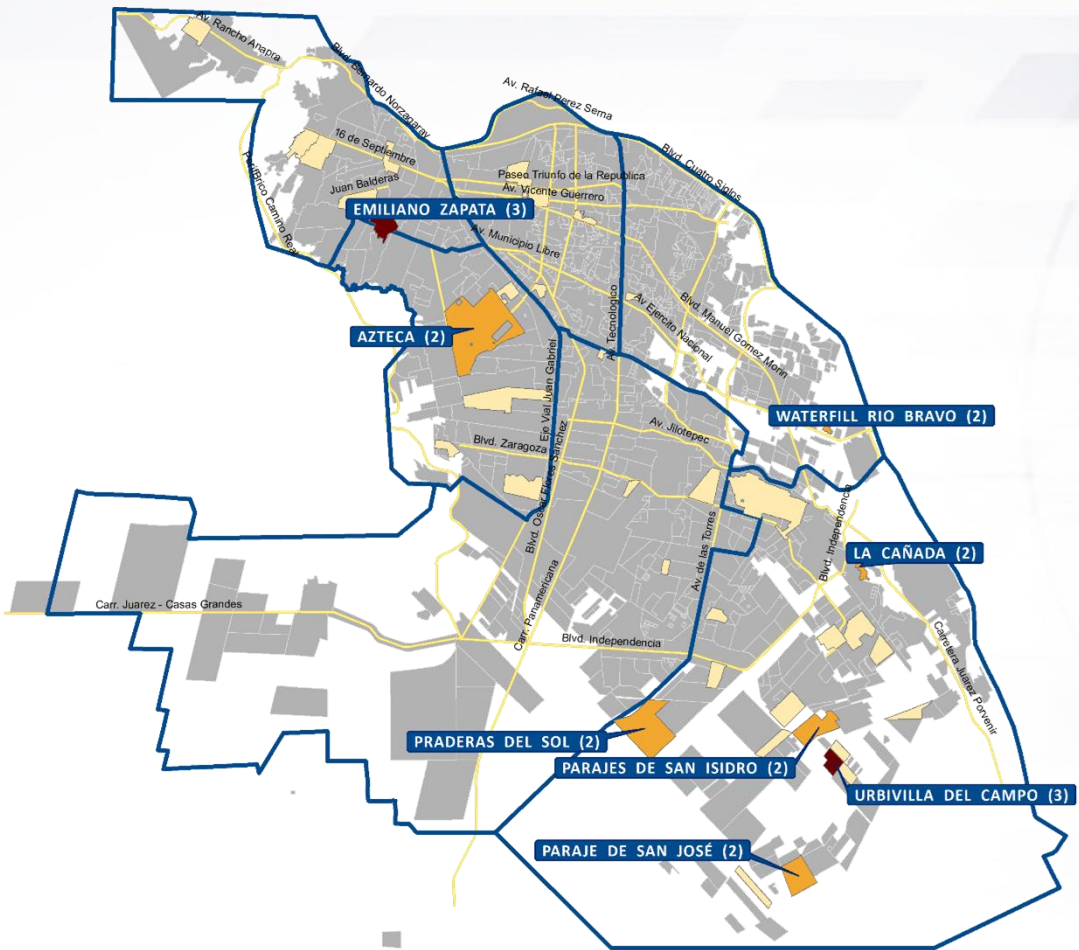 Av. Rancho Anapra
Blvd. Bernardo Norzagaray
Av. Rafael Perez Serna
Blvd. Cuatro Siglos
16 de Septiembre
Paseo Triunfo de la Republica
Juan Balderas
Av. Vicente Guerrero
PerifBrico Camino Real
EMILIANO ZAPATA (3)
Av. Municipio Libre
Av. Tecnologico
Av Ejercito Nacional
Blvd. Manuel Gomez Morin
AZTECA (2)
Eje Vial Juan Gabriel
WATERFILL RIO BRAVO (2)
Av. Jilotepec
Blvd. Zaragoza
Blvd. Oscar Flores Sanchez
Av. de las Torres
Blvd. Independencia
LA CAÑADA (2)
Carr. Panamericana
Carr. Juarez - Casas Grandes
Blvd. Independencia
Carretera Juarez Porvenir
PRADERAS DEL SOL (2)
PARAJES DE SAN ISIDRO (2)
URBIVILLA DEL CAMPO (3)
PARAJE DE SAN JOSÉ (2)